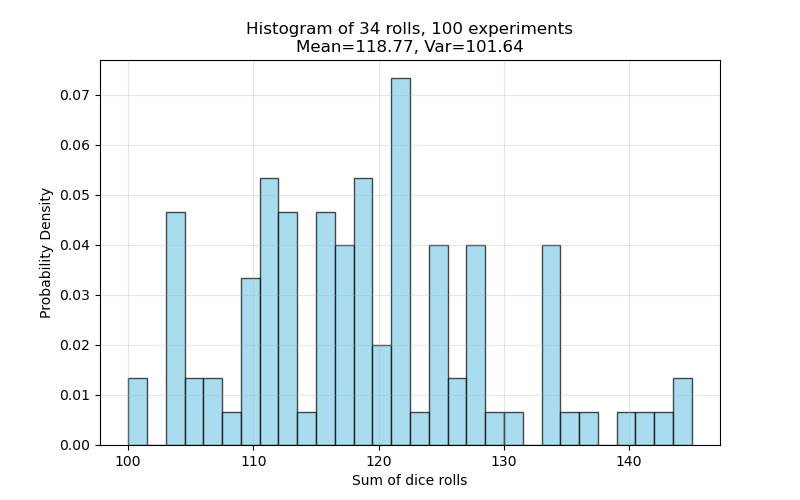 Histogram of 34 rolls, 100 experiments
Mean=118.77, Var=101.64
0.07
0.06
0.05
0.04
0.03
0.02
0.01
0.00
Probability Density
100 110 120 130 140
Sum of dice rolls